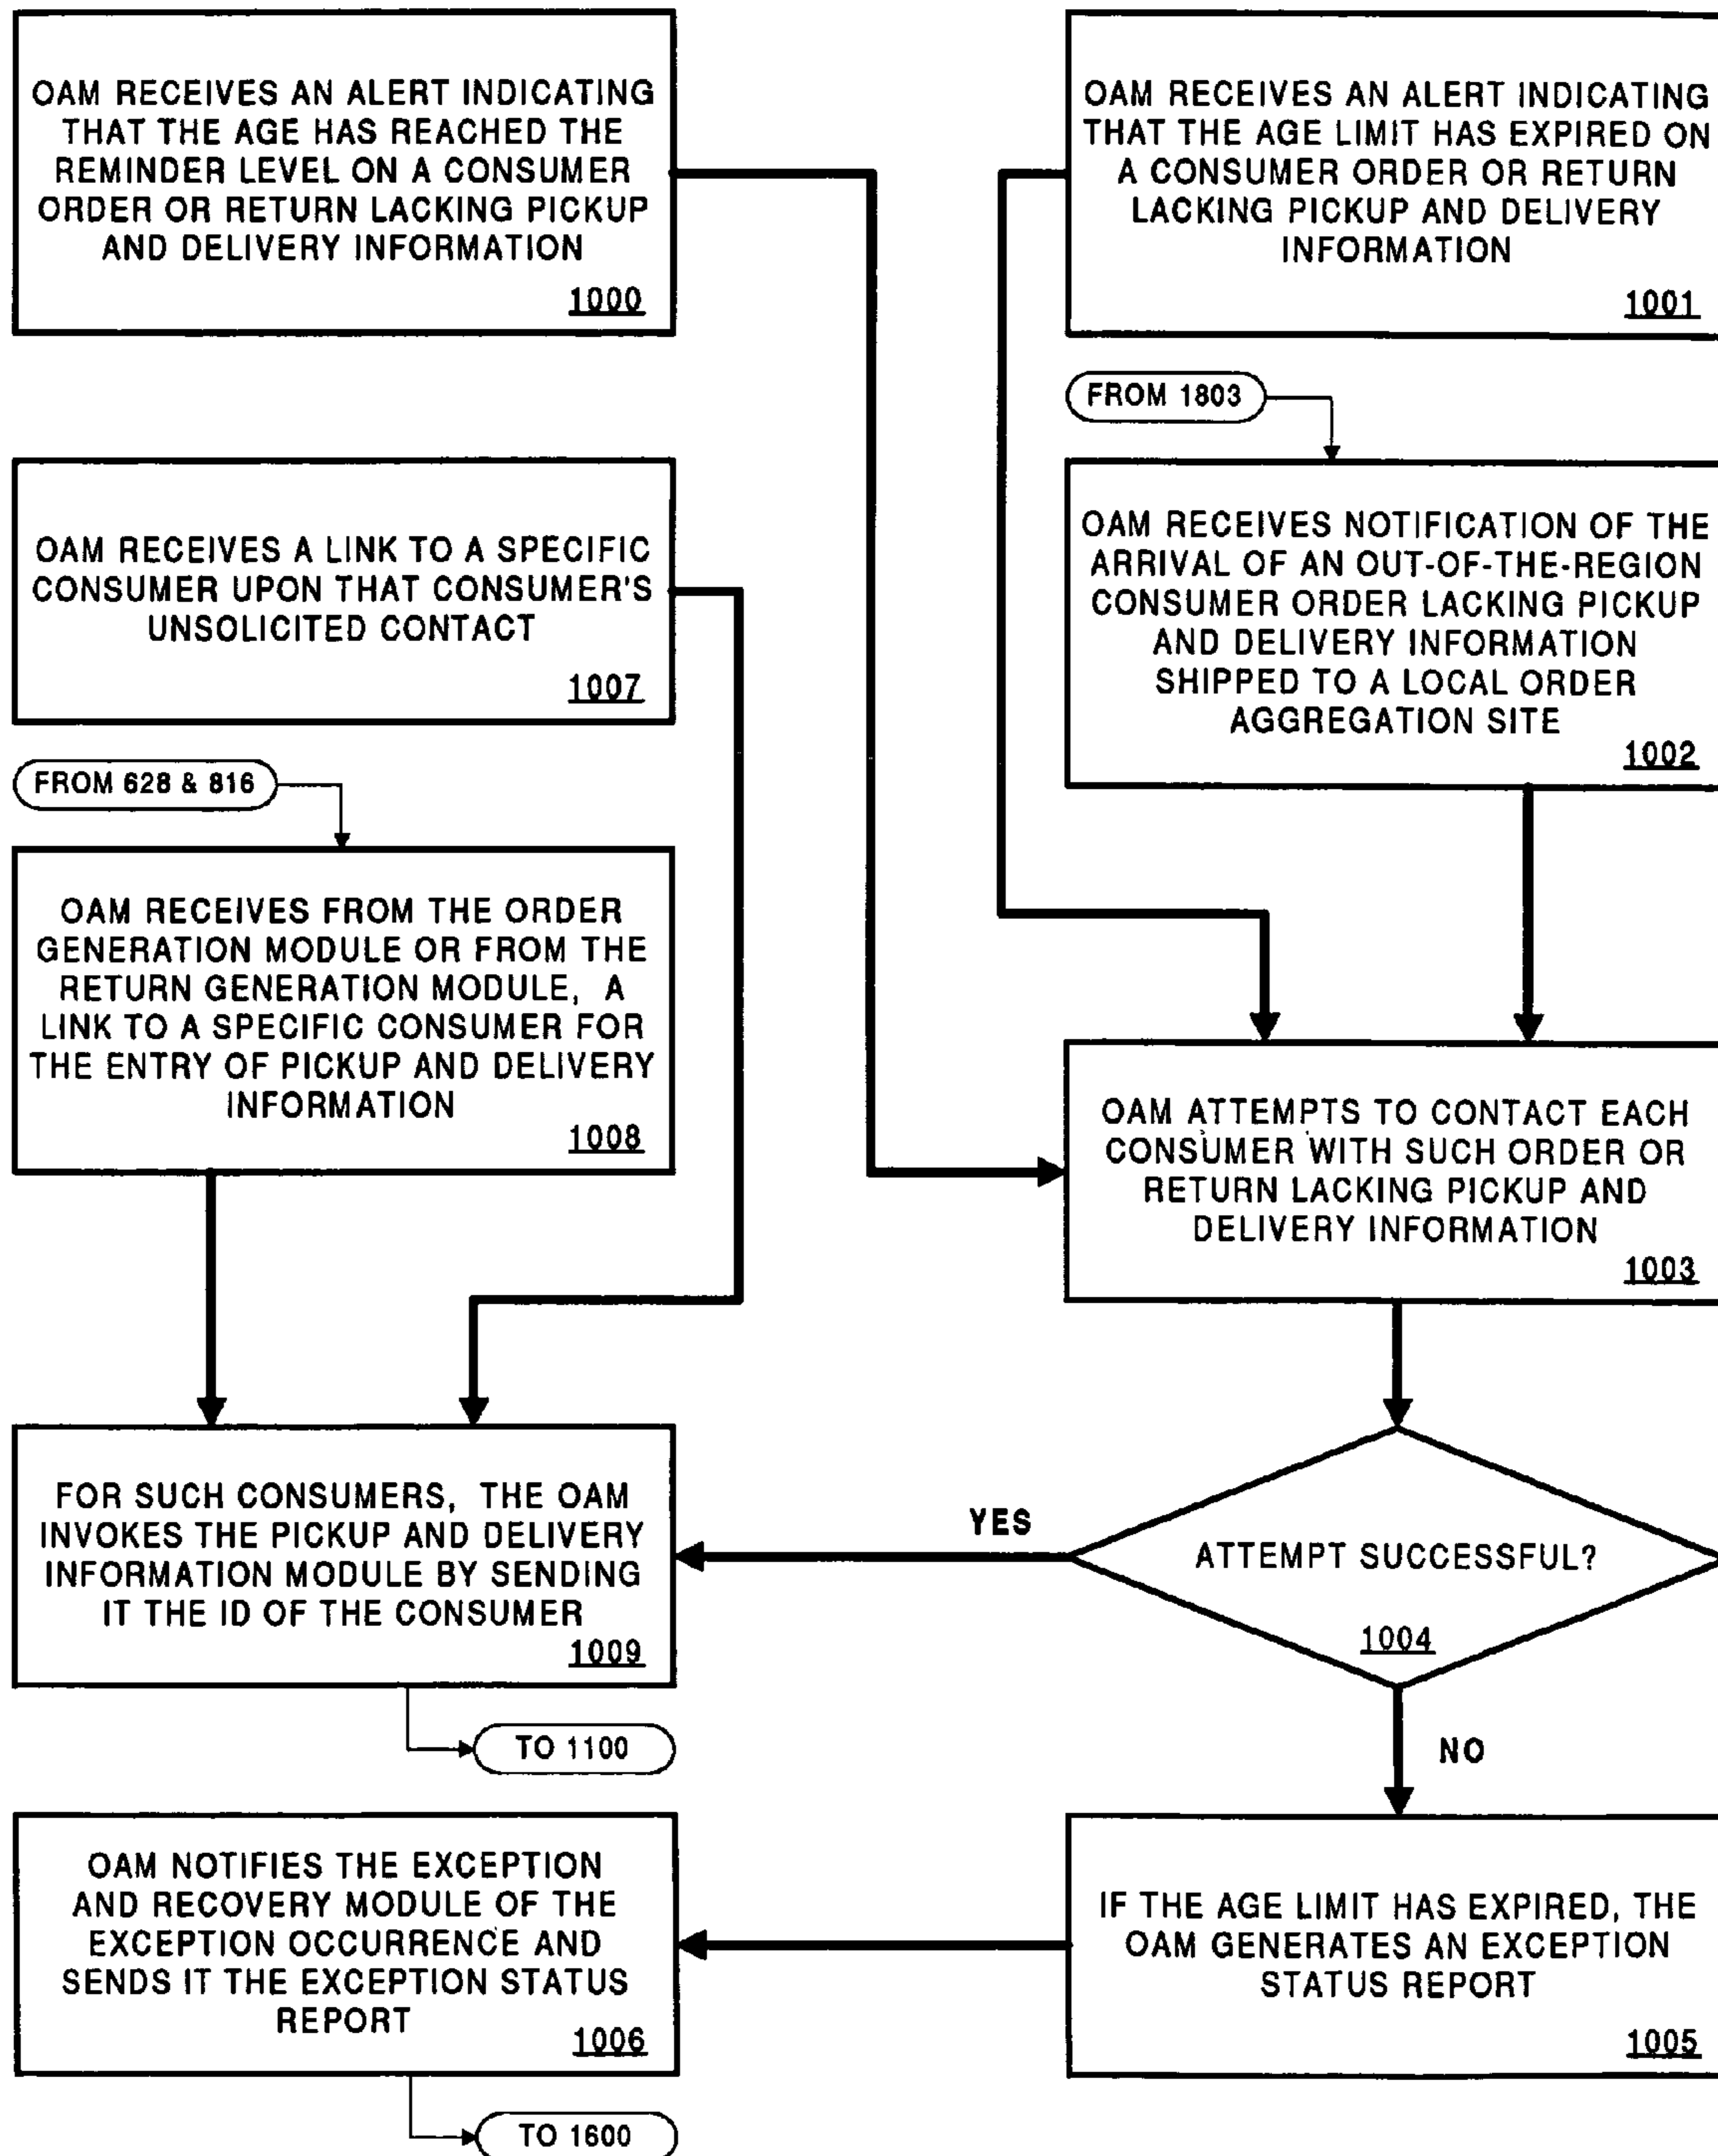 OAM RECEIVES AN ALERT INDICATING
THAT THE AGE HAS REACHED THE
REMINDER LEVEL ON A CONSUMER
ORDER OR RETURN LACKING PICKUP
AND DELIVERY INFORMATION
1000
OAM RECEIVES AN ALERT INDICATING
THAT THE AGE LIMIT HAS EXPIRED ON
A CONSUMER ORDER OR RETURN
LACKING PICKUP AND DELIVERY
INFORMATION
1001
FROM 1803
OAM RECEIVES NOTIFICATION OF THE
ARRIVAL OF AN OUT-OF-THE-REGION
CONSUMER ORDER LACKING PICKUP
AND DELIVERY INFORMATION
SHIPPED TO A LOCAL ORDER
AGGREGATION SITE
1002
OAM RECEIVES A LINK TO A SPECIFIC
CONSUMER UPON THAT CONSUMER'S
UNSOLICITED CONTACT
1007
FROM 628 & 816
OAM RECEIVES FROM THE ORDER
GENERATION MODULE OR FROM THE
RETURN GENERATION MODULE, A
LINK TO A SPECIFIC CONSUMER FOR
THE ENTRY OF PICKUP AND DELIVERY
INFORMATION
1008
OAM ATTEMPTS TO CONTACT EACH
CONSUMER WITH SUCH ORDER OR
RETURN LACKING PICKUP AND
DELIVERY INFORMATION
1003
FOR SUCH CONSUMERS, THE OAM
INVOKES THE PICKUP AND DELIVERY
INFORMATION MODULE BY SENDING
IT THE ID OF THE CONSUMER
1009
YES
ATTEMPT SUCCESSFUL?
1004
TO 1100
NO
OAM NOTIFIES THE EXCEPTION
AND RECOVERY MODULE OF THE
EXCEPTION OCCURRENCE AND
SENDS IT THE EXCEPTION STATUS
REPORT
1006
IF THE AGE LIMIT HAS EXPIRED, THE
OAM GENERATES AN EXCEPTION
STATUS REPORT
1005
TO 1600